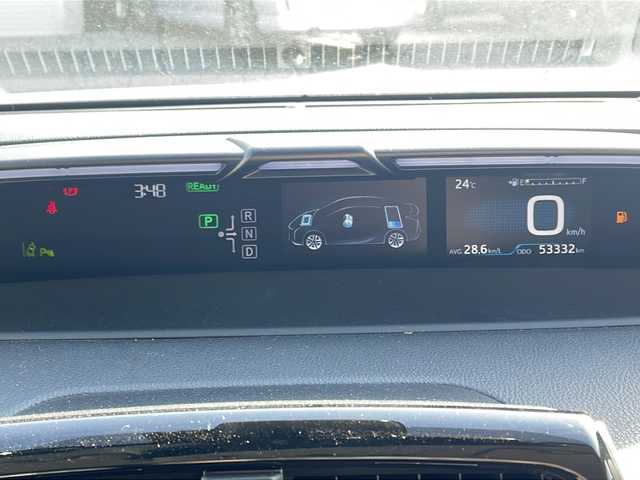 3:48 READY
P R
N
D
24°C E F
0 km/h
AVG. 28.6 km/L ODO 53332 km